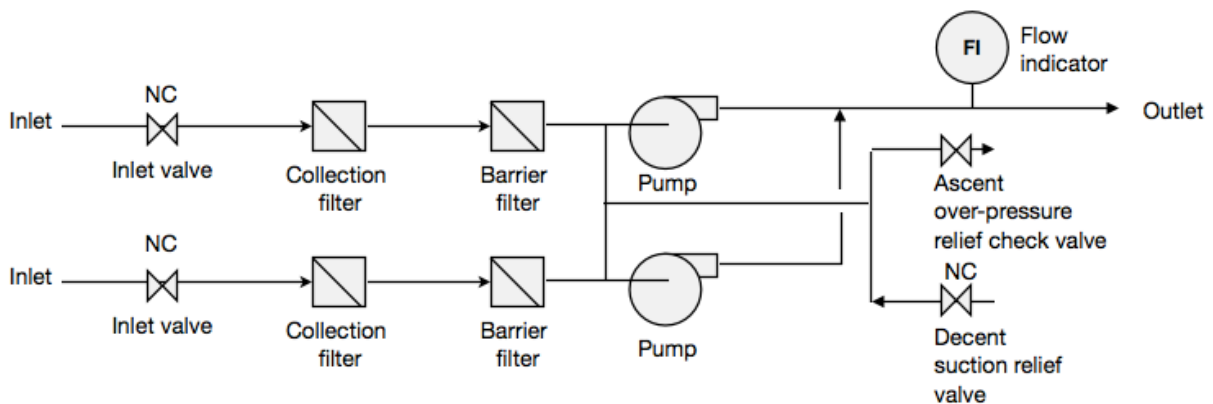 FI
Flow
indicator
NC
Inlet
Outlet
Inlet valve
Collection
filter
Barrier
filter
Pump
Ascent
over-pressure
relief check valve
NC
Inlet
NC
Inlet valve
Collection
filter
Barrier
filter
Pump
Decent
suction relief
valve